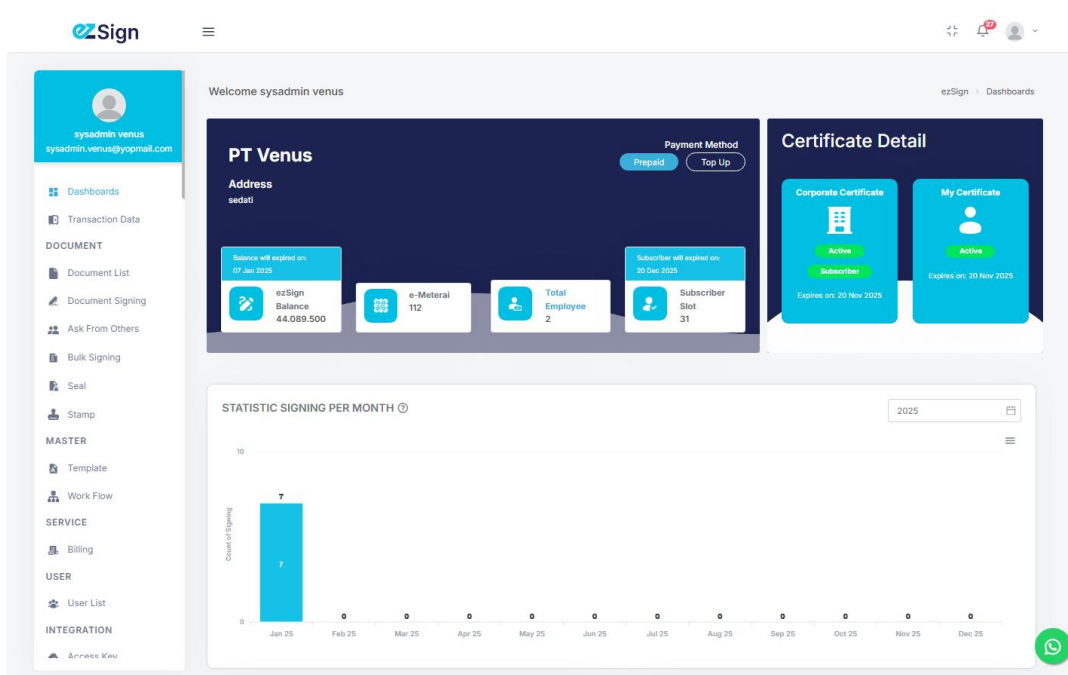 ezSign
27
sysadmin venus
sysadmin.venus@yopmail.com
Dashboards
Transaction Data
DOCUMENT
Document List
Document Signing
Ask From Others
Bulk Signing
Seal
Stamp
MASTER
Template
Work Flow
SERVICE
Billing
USER
User List
INTEGRATION
Access Key
Welcome sysadmin venus
ezSign > Dashboards
PT Venus
Payment Method
Prepaid
Top Up
Address
sedati
Balance will expired on:
07 Jan 2025
ezSign
Balance
44.089.500
e-Meterai
112
Total
Employee
2
Subscriber will expired on:
20 Dec 2025
Subscriber
Slot
31
Certificate Detail
Corporate Certificate
Active
Subscriber
Expires on: 20 Nov 2025
My Certificate
Active
Expires on: 20 Nov 2025
STATISTIC SIGNING PER MONTH
2025
Count of Signing
10
0
7
7
0 0 0 0 0 0 0 0 0 0 0
Jan 25 Feb 25 Mar 25 Apr 25 May 25 Jun 25 Jul 25 Aug 25 Sep 25 Oct 25 Nov 25 Dec 25